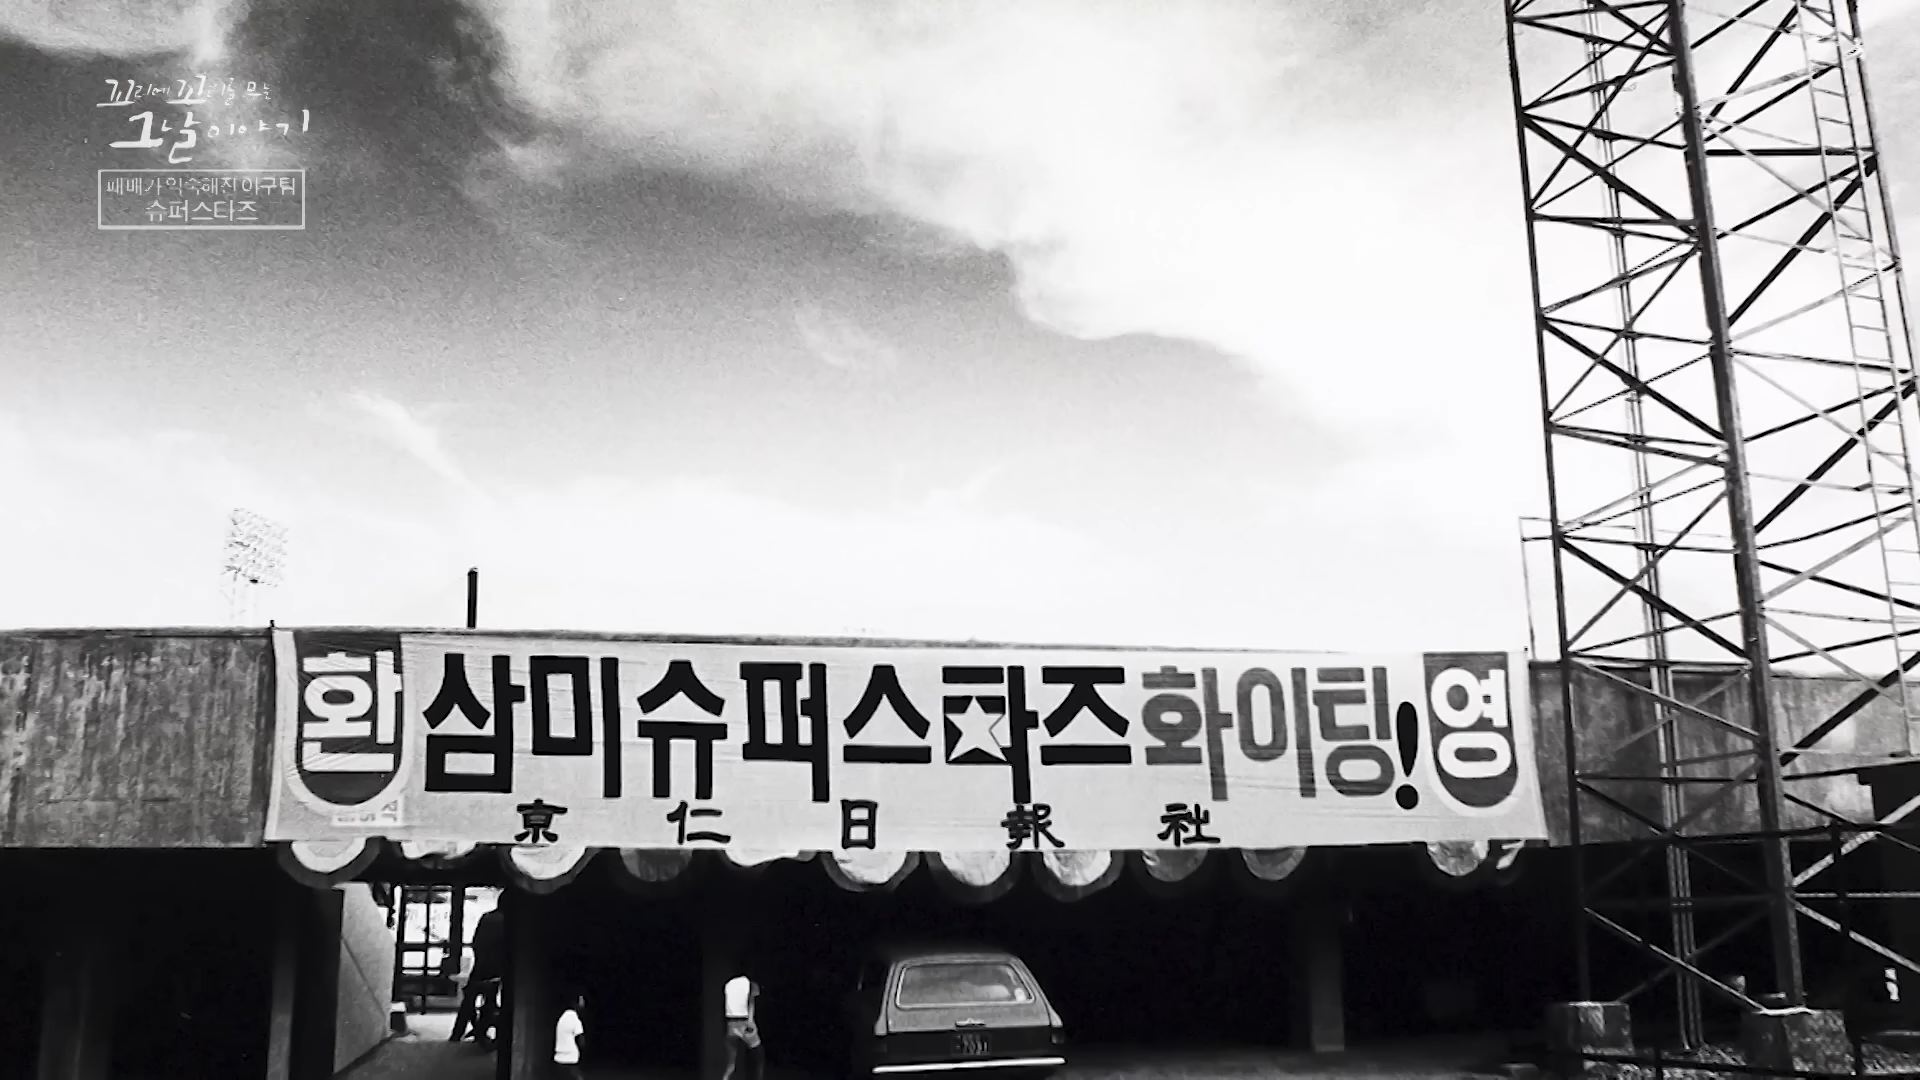 꼬리에 꼬리를 무는
그날 이야기
패배가 익숙해진 야구팀
슈퍼스타즈
환 삼미슈퍼스타즈 화이팅! 영
京仁日報社